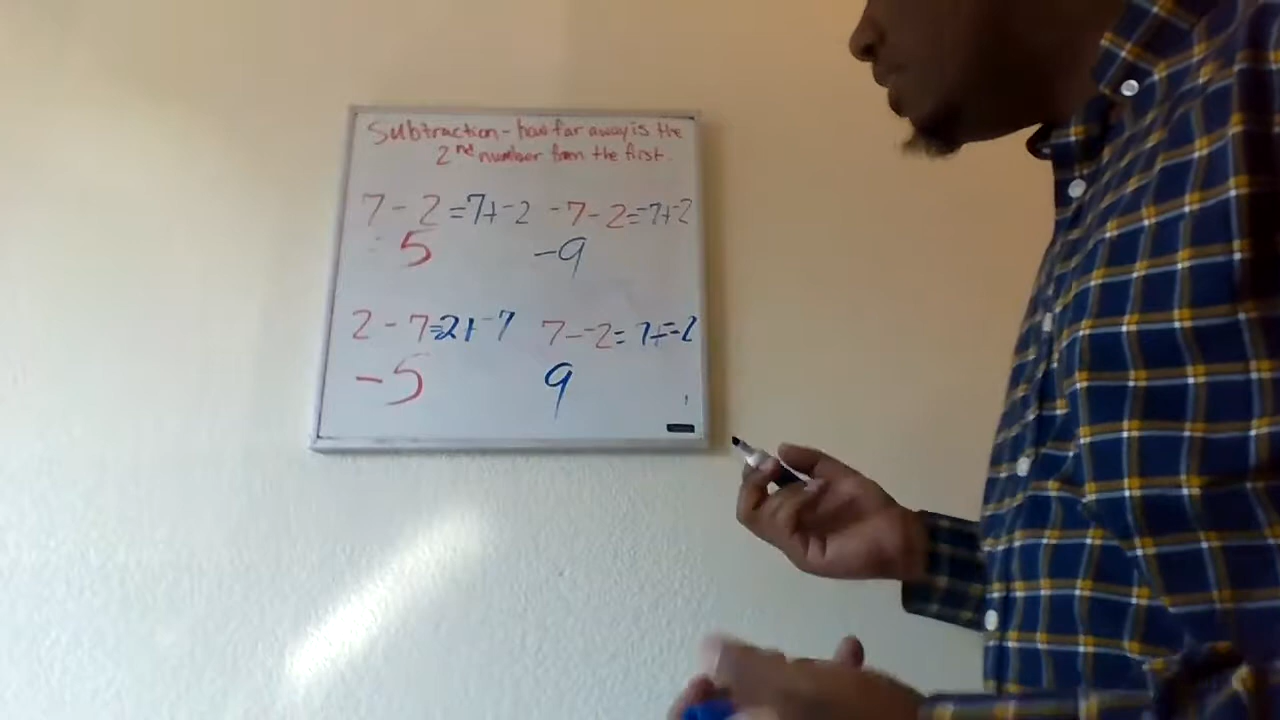 Subtraction - how far away is the
2nd number from the first.
7 - 2 = 7 + -2 -7 - 2 = -7 + -2
5 -9
2 - 7 = 2 + -7 7 - -2 = 7 + --2
-5 9